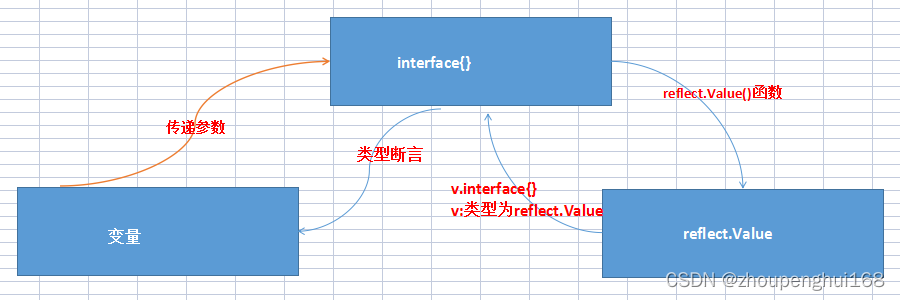 interface{}
reflect.Value()函数
传递参数
类型断言
v.interface{}
v:类型为reflect.Value
变量
reflect.Value
CSDN @zhoupenghui168